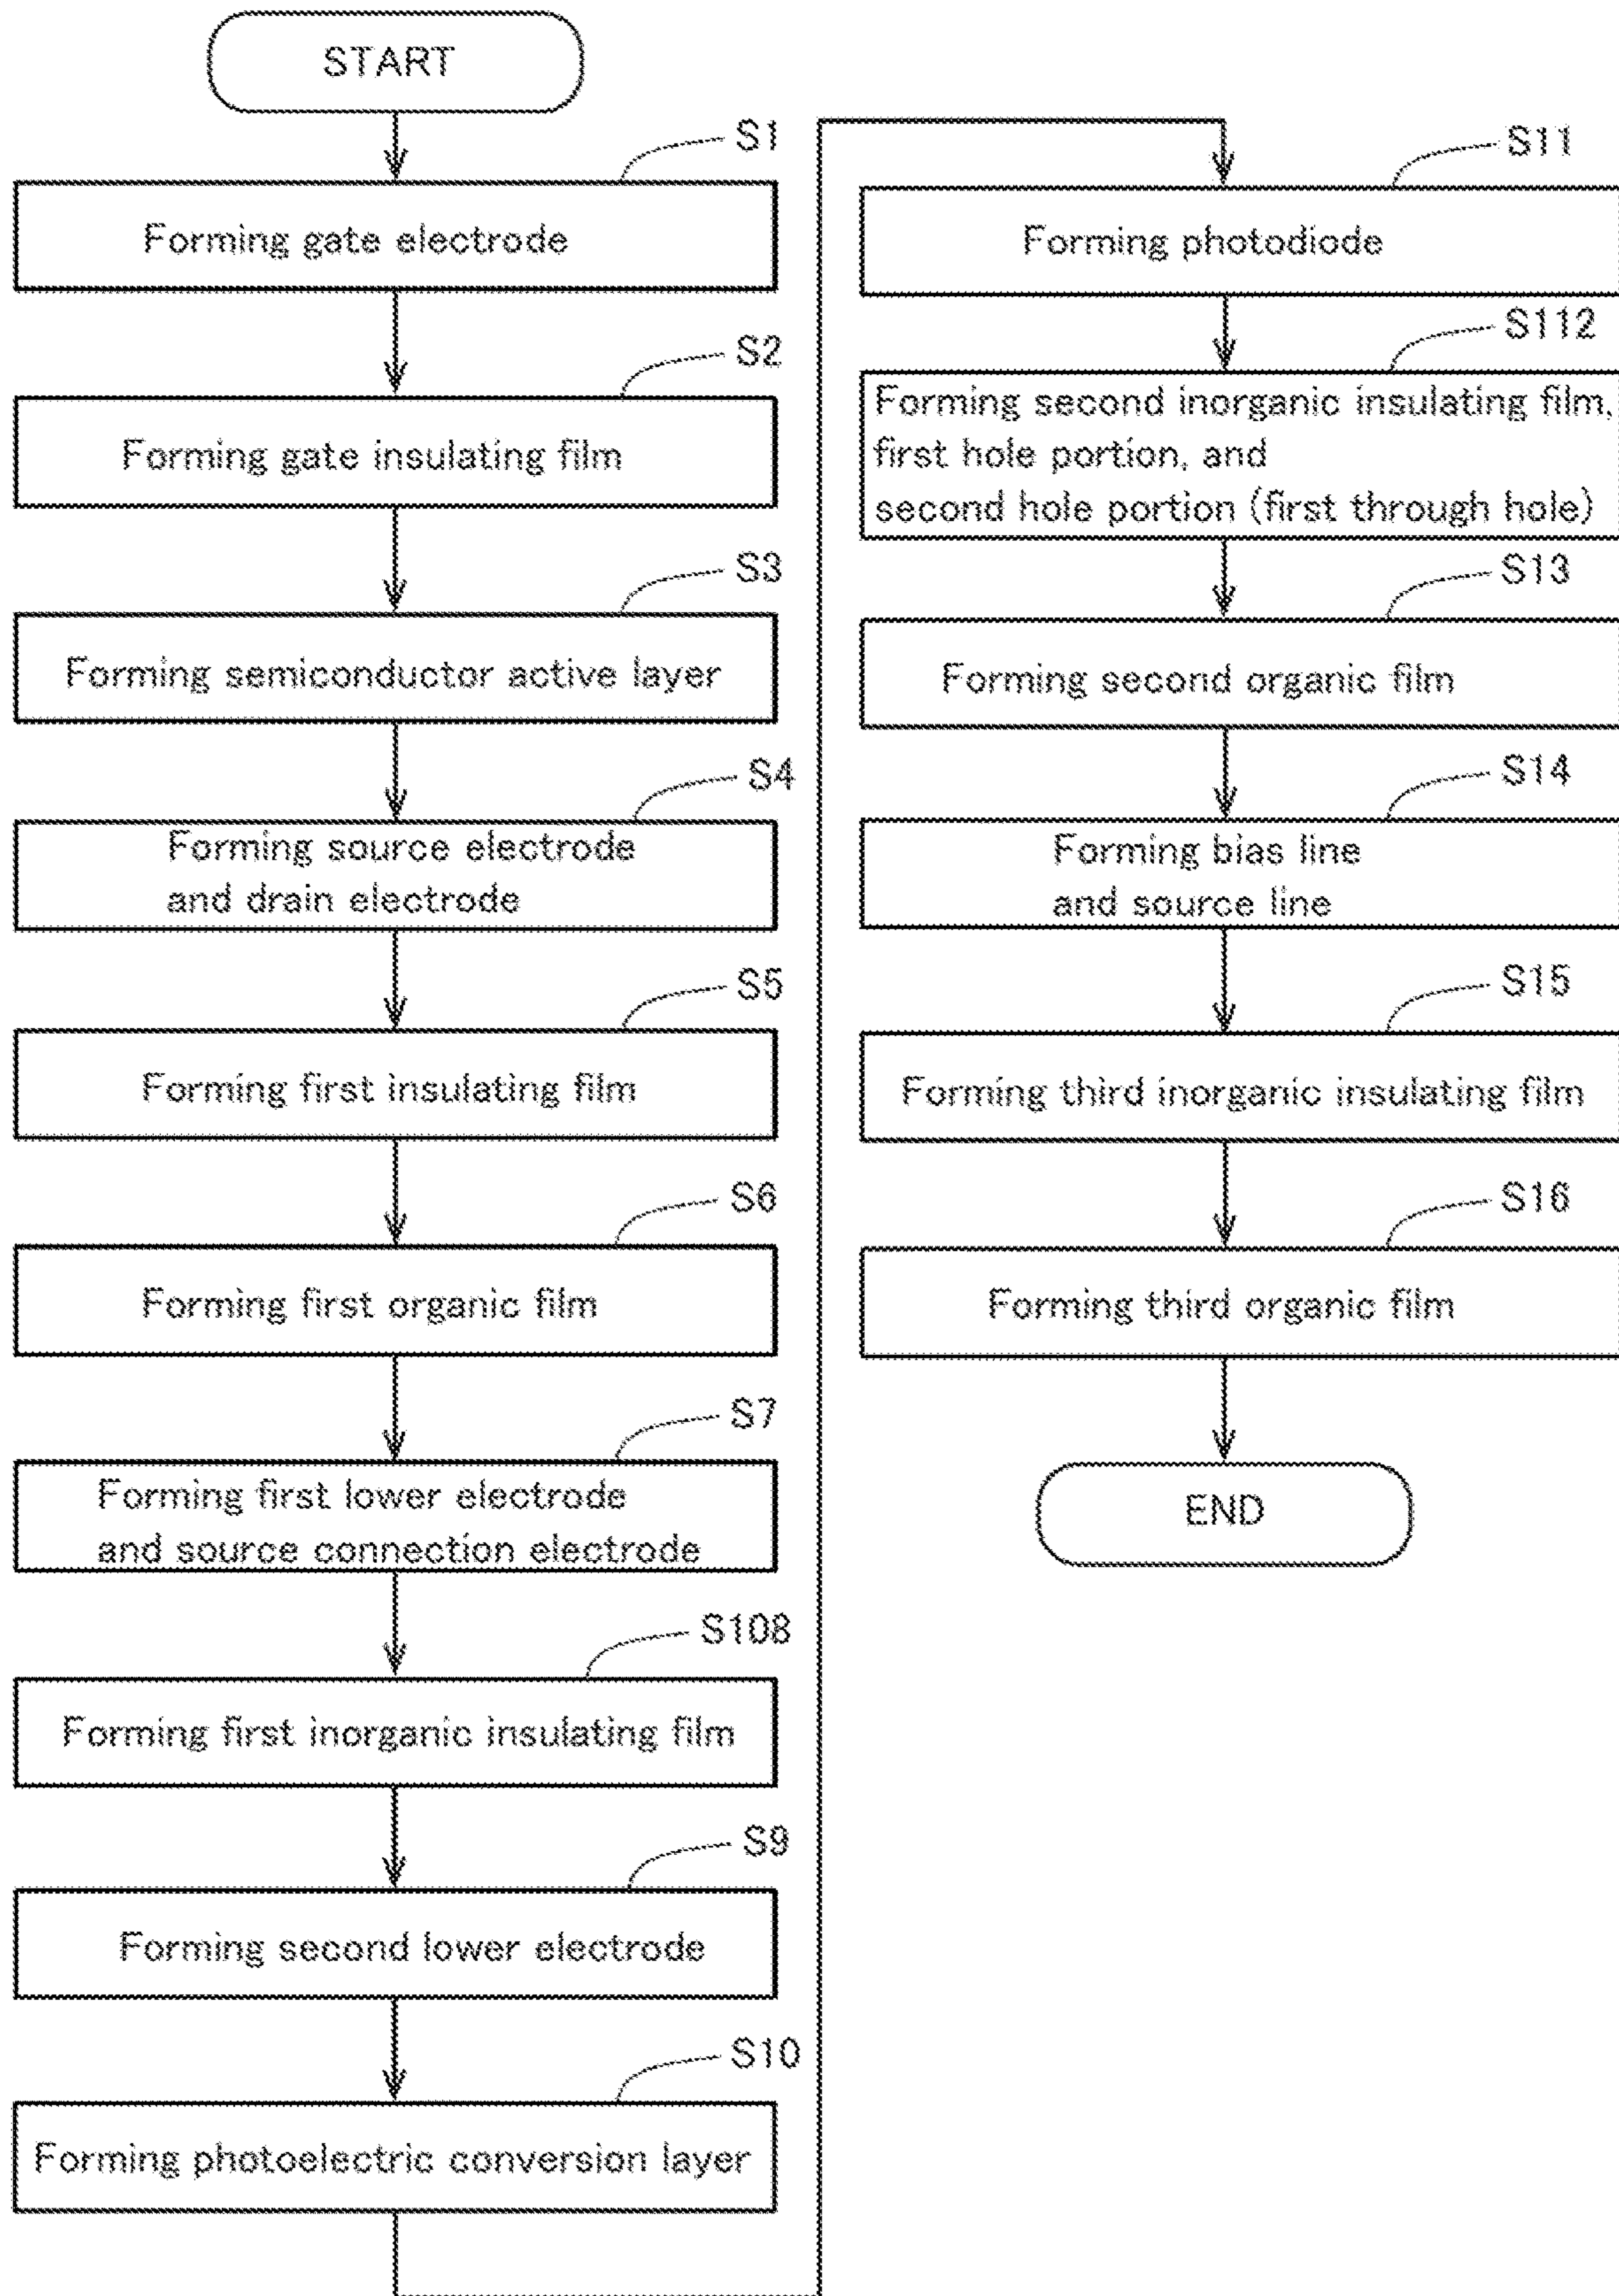 START
S1
Forming gate electrode
S2
Forming gate insulating film
S3
Forming semiconductor active layer
S4
Forming source electrode
and drain electrode
S5
Forming first insulating film
S6
Forming first organic film
S7
Forming first lower electrode
and source connection electrode
S108
Forming first inorganic insulating film
S9
Forming second lower electrode
S10
Forming photoelectric conversion layer
S11
Forming photodiode
S112
Forming second inorganic insulating film,
first hole portion, and
second hole portion (first through hole)
S13
Forming second organic film
S14
Forming bias line
and source line
S15
Forming third inorganic insulating film
S16
Forming third organic film
END